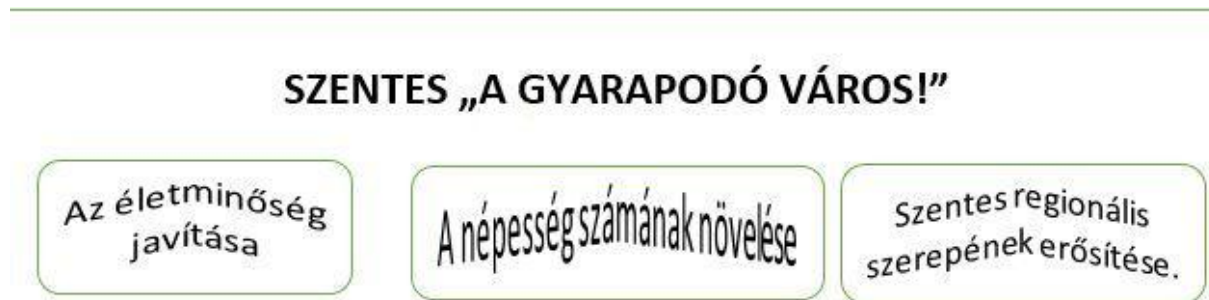 SZENTES „A GYARAPODÓ VÁROS!”
Az életminőség
javítása
A népesség számának növelése
Szentes regionális
szerepének erősítése.